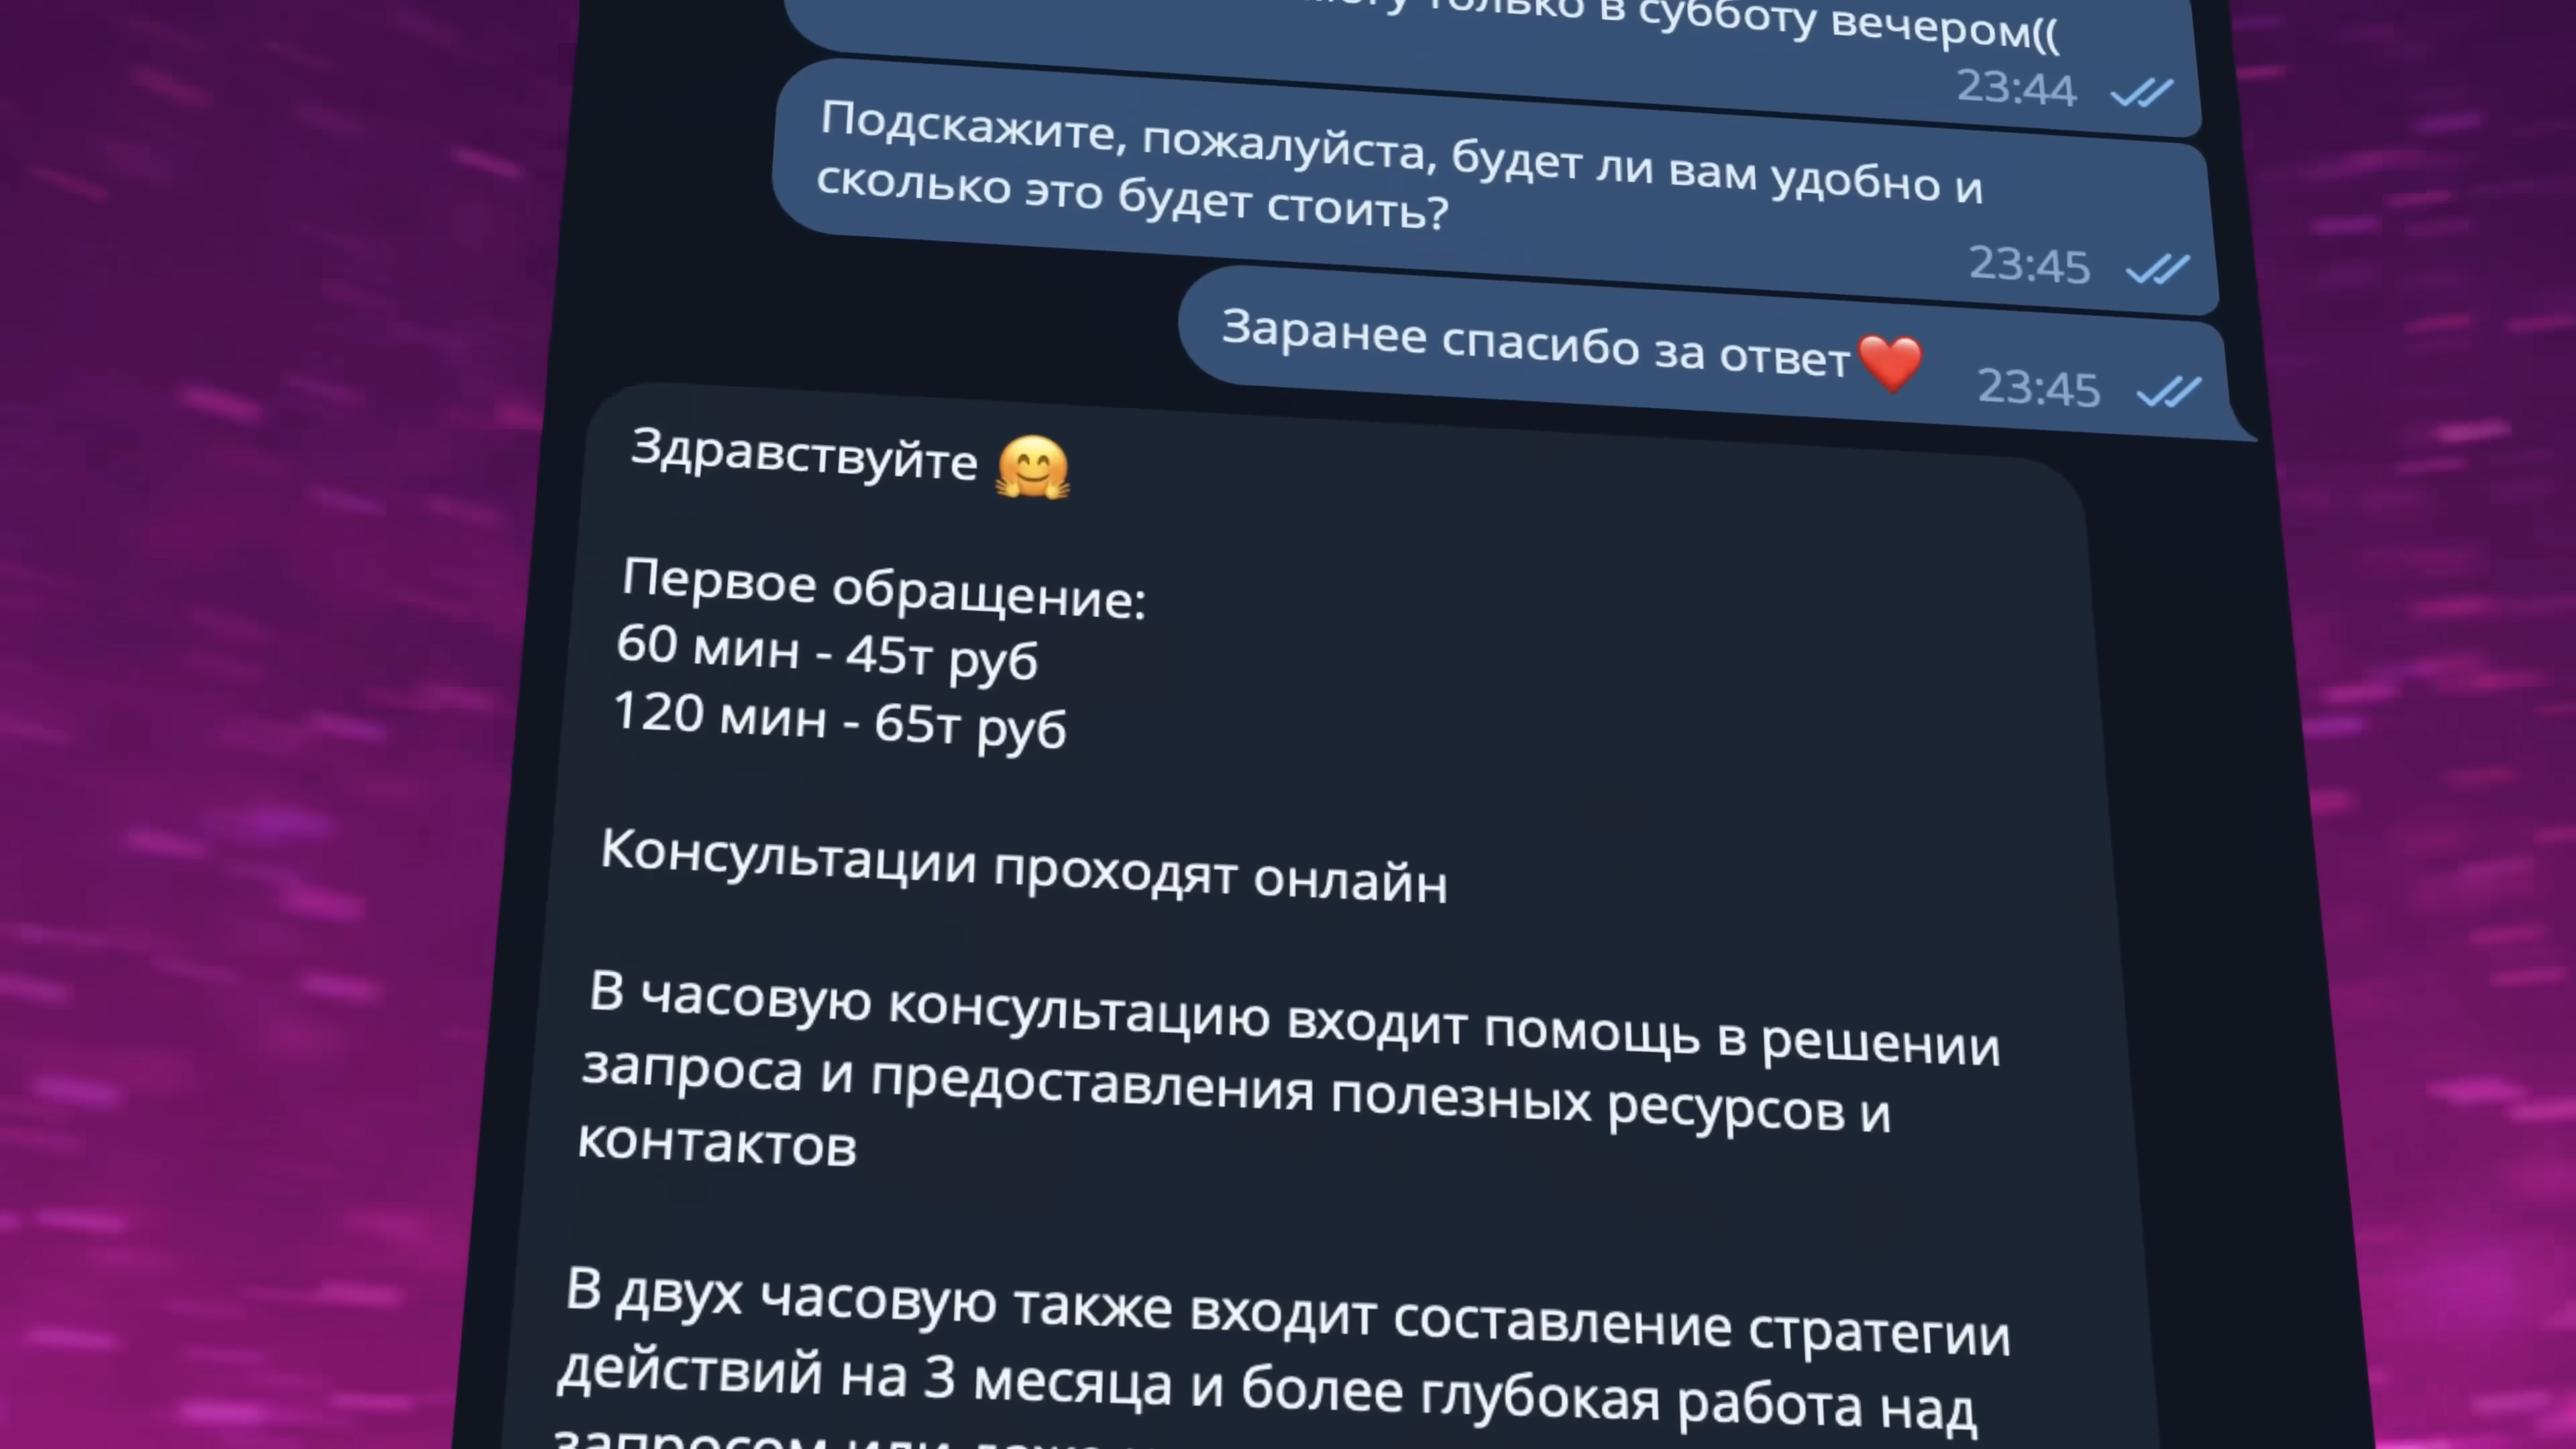 только в субботу вечером((
23:44
Подскажите, пожалуйста, будет ли вам удобно и
сколько это будет стоить?
23:45
Заранее спасибо за ответ❤️ 23:45
Здравствуйте 🤗
Первое обращение:
60 мин - 45т руб
120 мин - 65т руб
Консультации проходят онлайн
В часовую консультацию входит помощь в решении
запроса и предоставления полезных ресурсов и
контактов
В двух часовую также входит составление стратегии
действий на 3 месяца и более глубокая работа над
запросом или даже